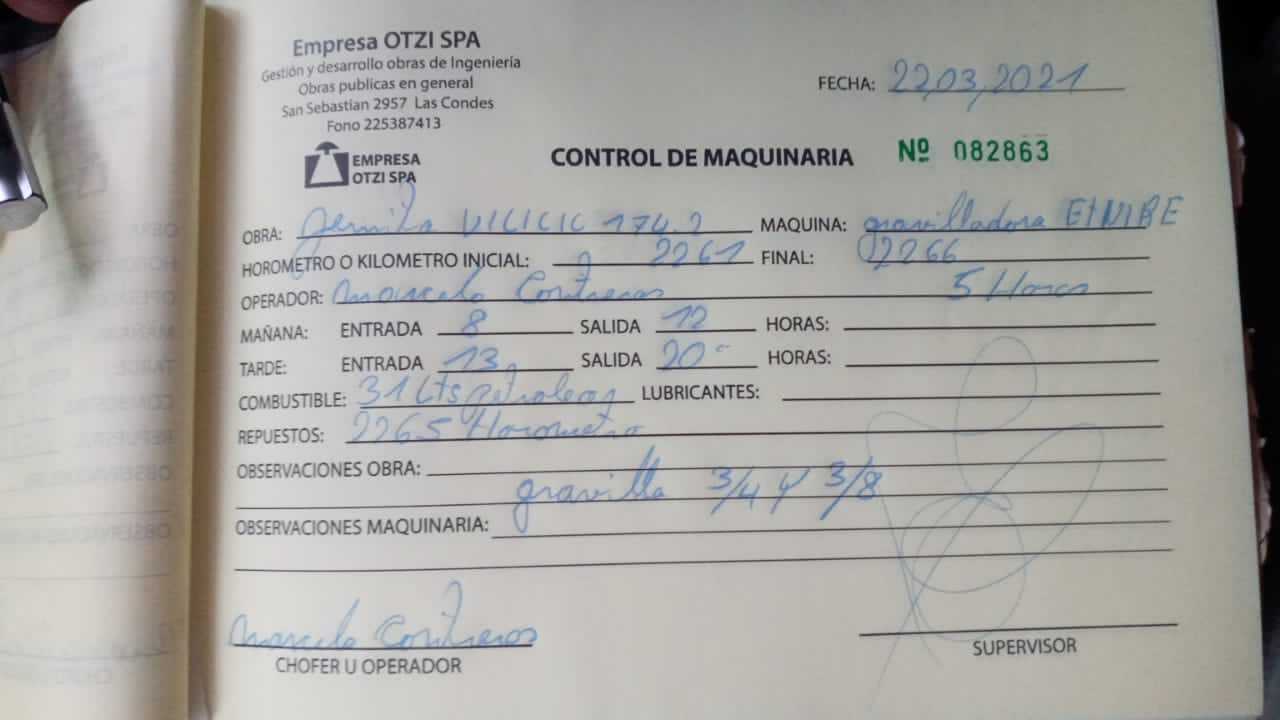 Empresa OTZI SPA
Gestión y desarrollo obras de Ingeniería
Obras publicas en general
San Sebastian 2957 Las Condes
Fono 225387413
EMPRESA
OTZI SPA
FECHA: 22,03,2021
CONTROL DE MAQUINARIA Nº 082863
OBRA: VILICIC 174.2 MAQUINA: gravilladora
HOROMETRO O KILOMETRO INICIAL: 2261 FINAL: 2266
OPERADOR: Marcelo Contreras 5 Horas
MAÑANA: ENTRADA 8 SALIDA 12 HORAS:
TARDE: ENTRADA 13 SALIDA 20 HORAS:
COMBUSTIBLE: 31 Lts petroleo LUBRICANTES:
REPUESTOS: 2265 Horometro
OBSERVACIONES OBRA:
gravilla 3/4 y 3/8
OBSERVACIONES MAQUINARIA:
Marcelo Contreras
CHOFER U OPERADOR
SUPERVISOR